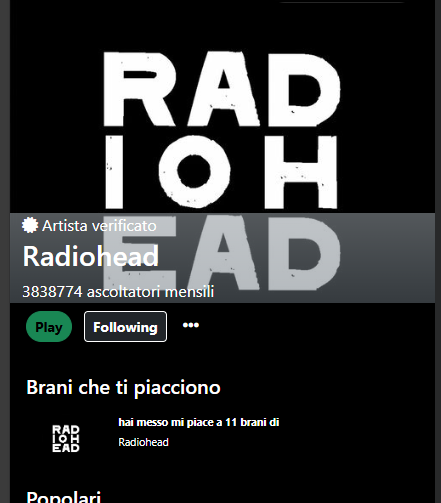 RAD
IOH
EAD
Artista verificato
Radiohead
3838774 ascoltatori mensili
Play
Following
•••
Brani che ti piacciono
RAD
IOH
EAD
hai messo mi piace a 11 brani di
Radiohead
Popolari